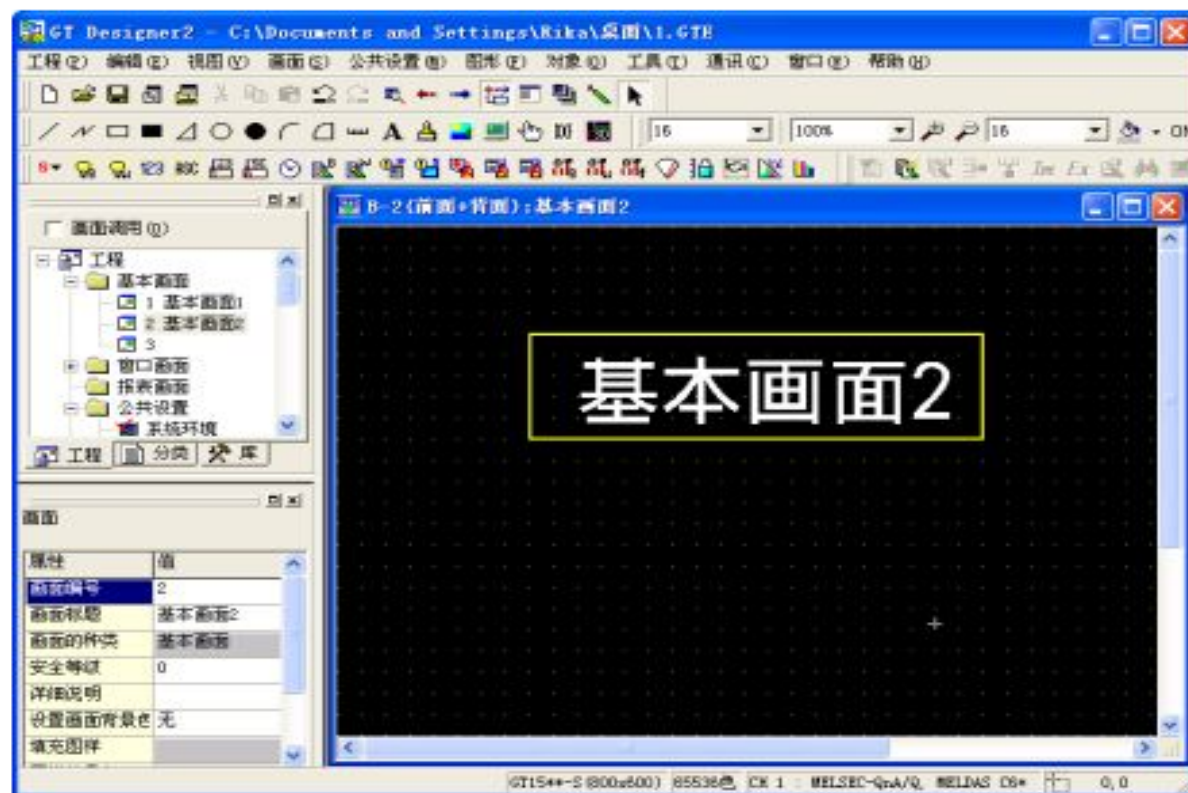 GT Designer2 - C:\Documents and Settings\Rika\桌面\1.GTE
工程(P) 编辑(E) 视图(V) 画面(S) 公共设置(M) 图形(F) 对象(O) 工具(T) 通讯(C) 窗口(W) 帮助(H)
16 100% 16
画面调用(Q)
B-2(前面+背面):基本画面2
工程
基本画面
1 基本画面1
2 基本画面2
3
窗口画面
报表画面
公共设置
系统环境
工程 分类 库
基本画面2
画面
属性 值
画面编号 2
画面标题 基本画面2
画面的种类 基本画面
安全等级 0
详细说明
设置画面背景色 无
填充图样
GT15**-S(800x600) 65536色 CH 1 : MELSEC-QnA/Q, MELDAS C6* 0,0